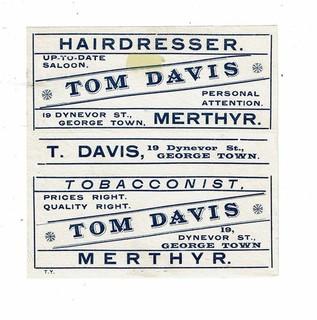 HAIRDRESSER.
UP-TO-DATE
SALOON.
TOM DAVIS
PERSONAL
ATTENTION.
19 DYNEVOR ST.,
GEORGE TOWN,
MERTHYR.
T. DAVIS, 19 Dynevor St.,
GEORGE TOWN.
TOBACCONIST.
PRICES RIGHT.
QUALITY RIGHT.
TOM DAVIS
19,
DYNEVOR ST.,
GEORGE TOWN
MERTHYR.
T.Y.